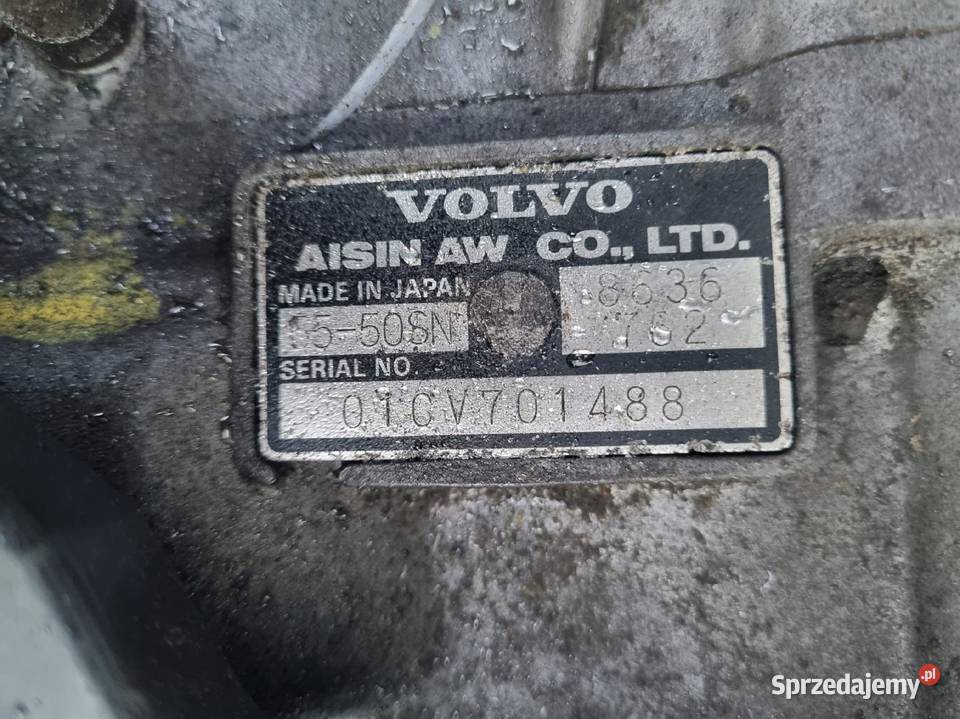 VOLVO
AISIN AW CO., LTD.
MADE IN JAPAN
8636
55-50SN
762
SERIAL NO
01CV701488
Sprzedajemy.pl